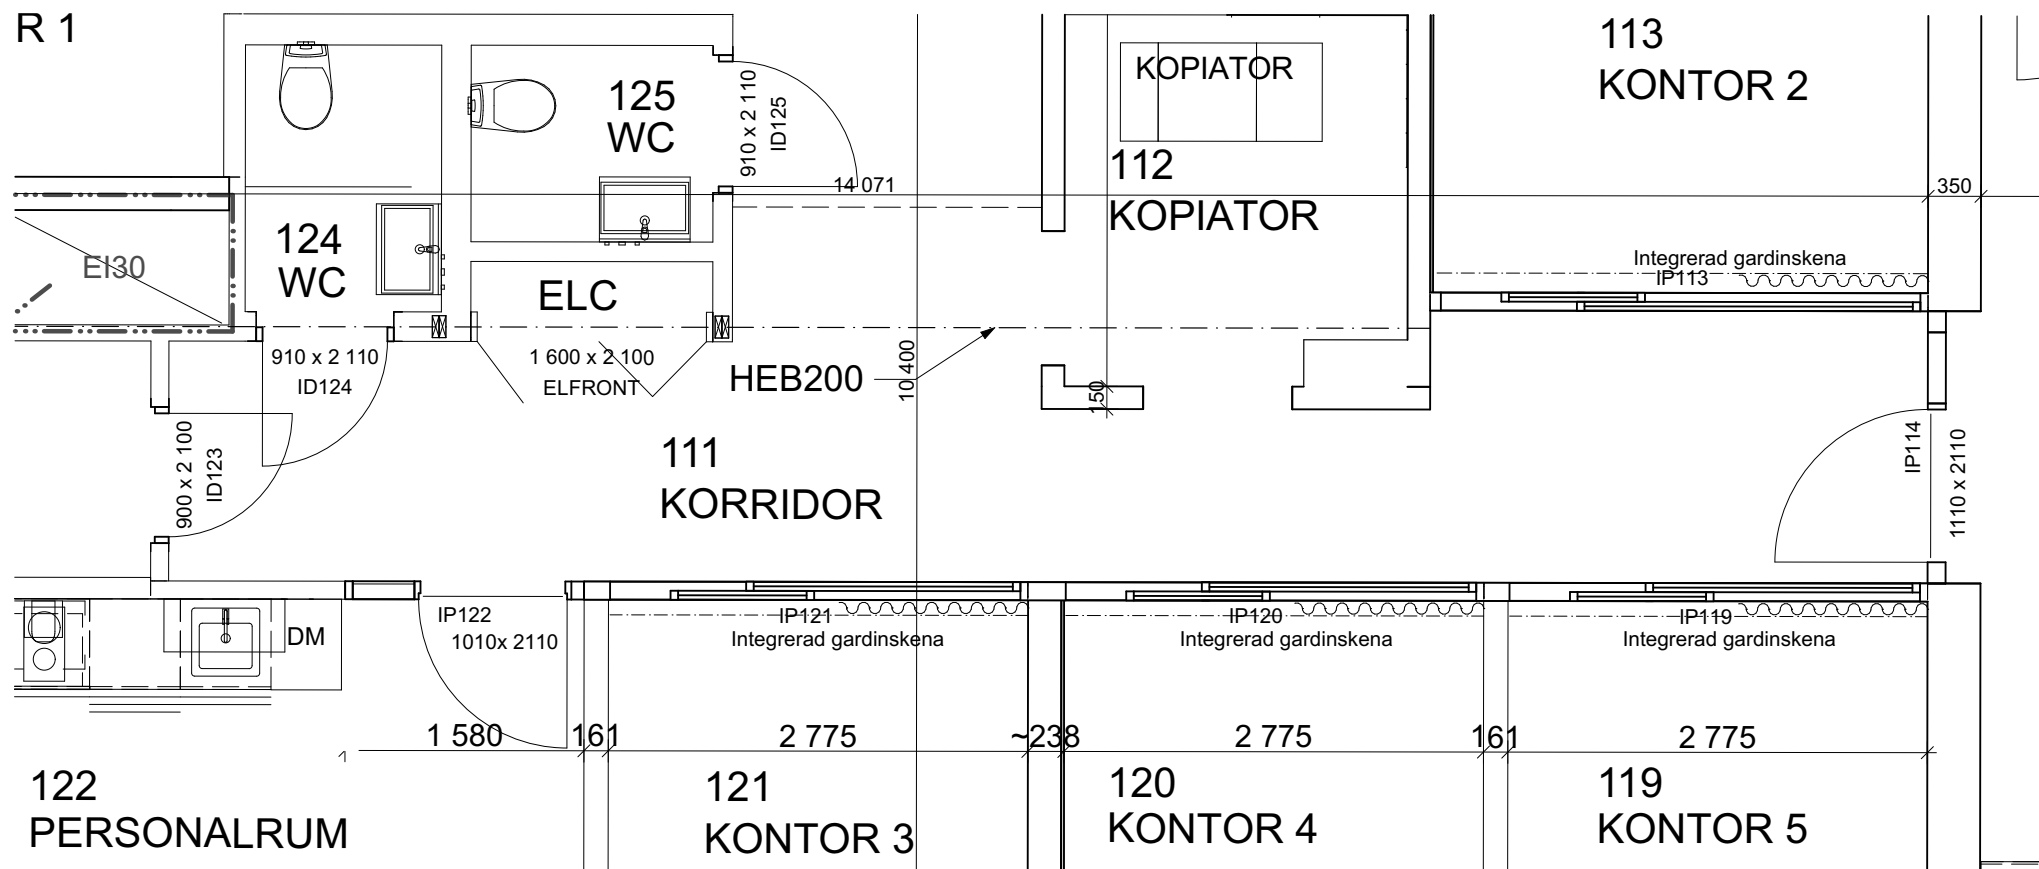 R 1
113
KONTOR 2
KOPIATOR
125
WC
910 x 2 110
ID125
112
KOPIATOR
14 071
350
124
WC
EI30
ELC
Integrerad gardinskena
IP113
910 x 2 110
ID124
1 600 x 2 100
ELFRONT
HEB200
10 400
150
900 x 2 100
ID123
111
KORRIDOR
IP114
1110 x 2110
IP122
1010x 2110
DM
IP121
Integrerad gardinskena
IP120
Integrerad gardinskena
IP119
Integrerad gardinskena
1 580
161
2 775
~238
2 775
161
2 775
122
PERSONALRUM
121
KONTOR 3
120
KONTOR 4
119
KONTOR 5